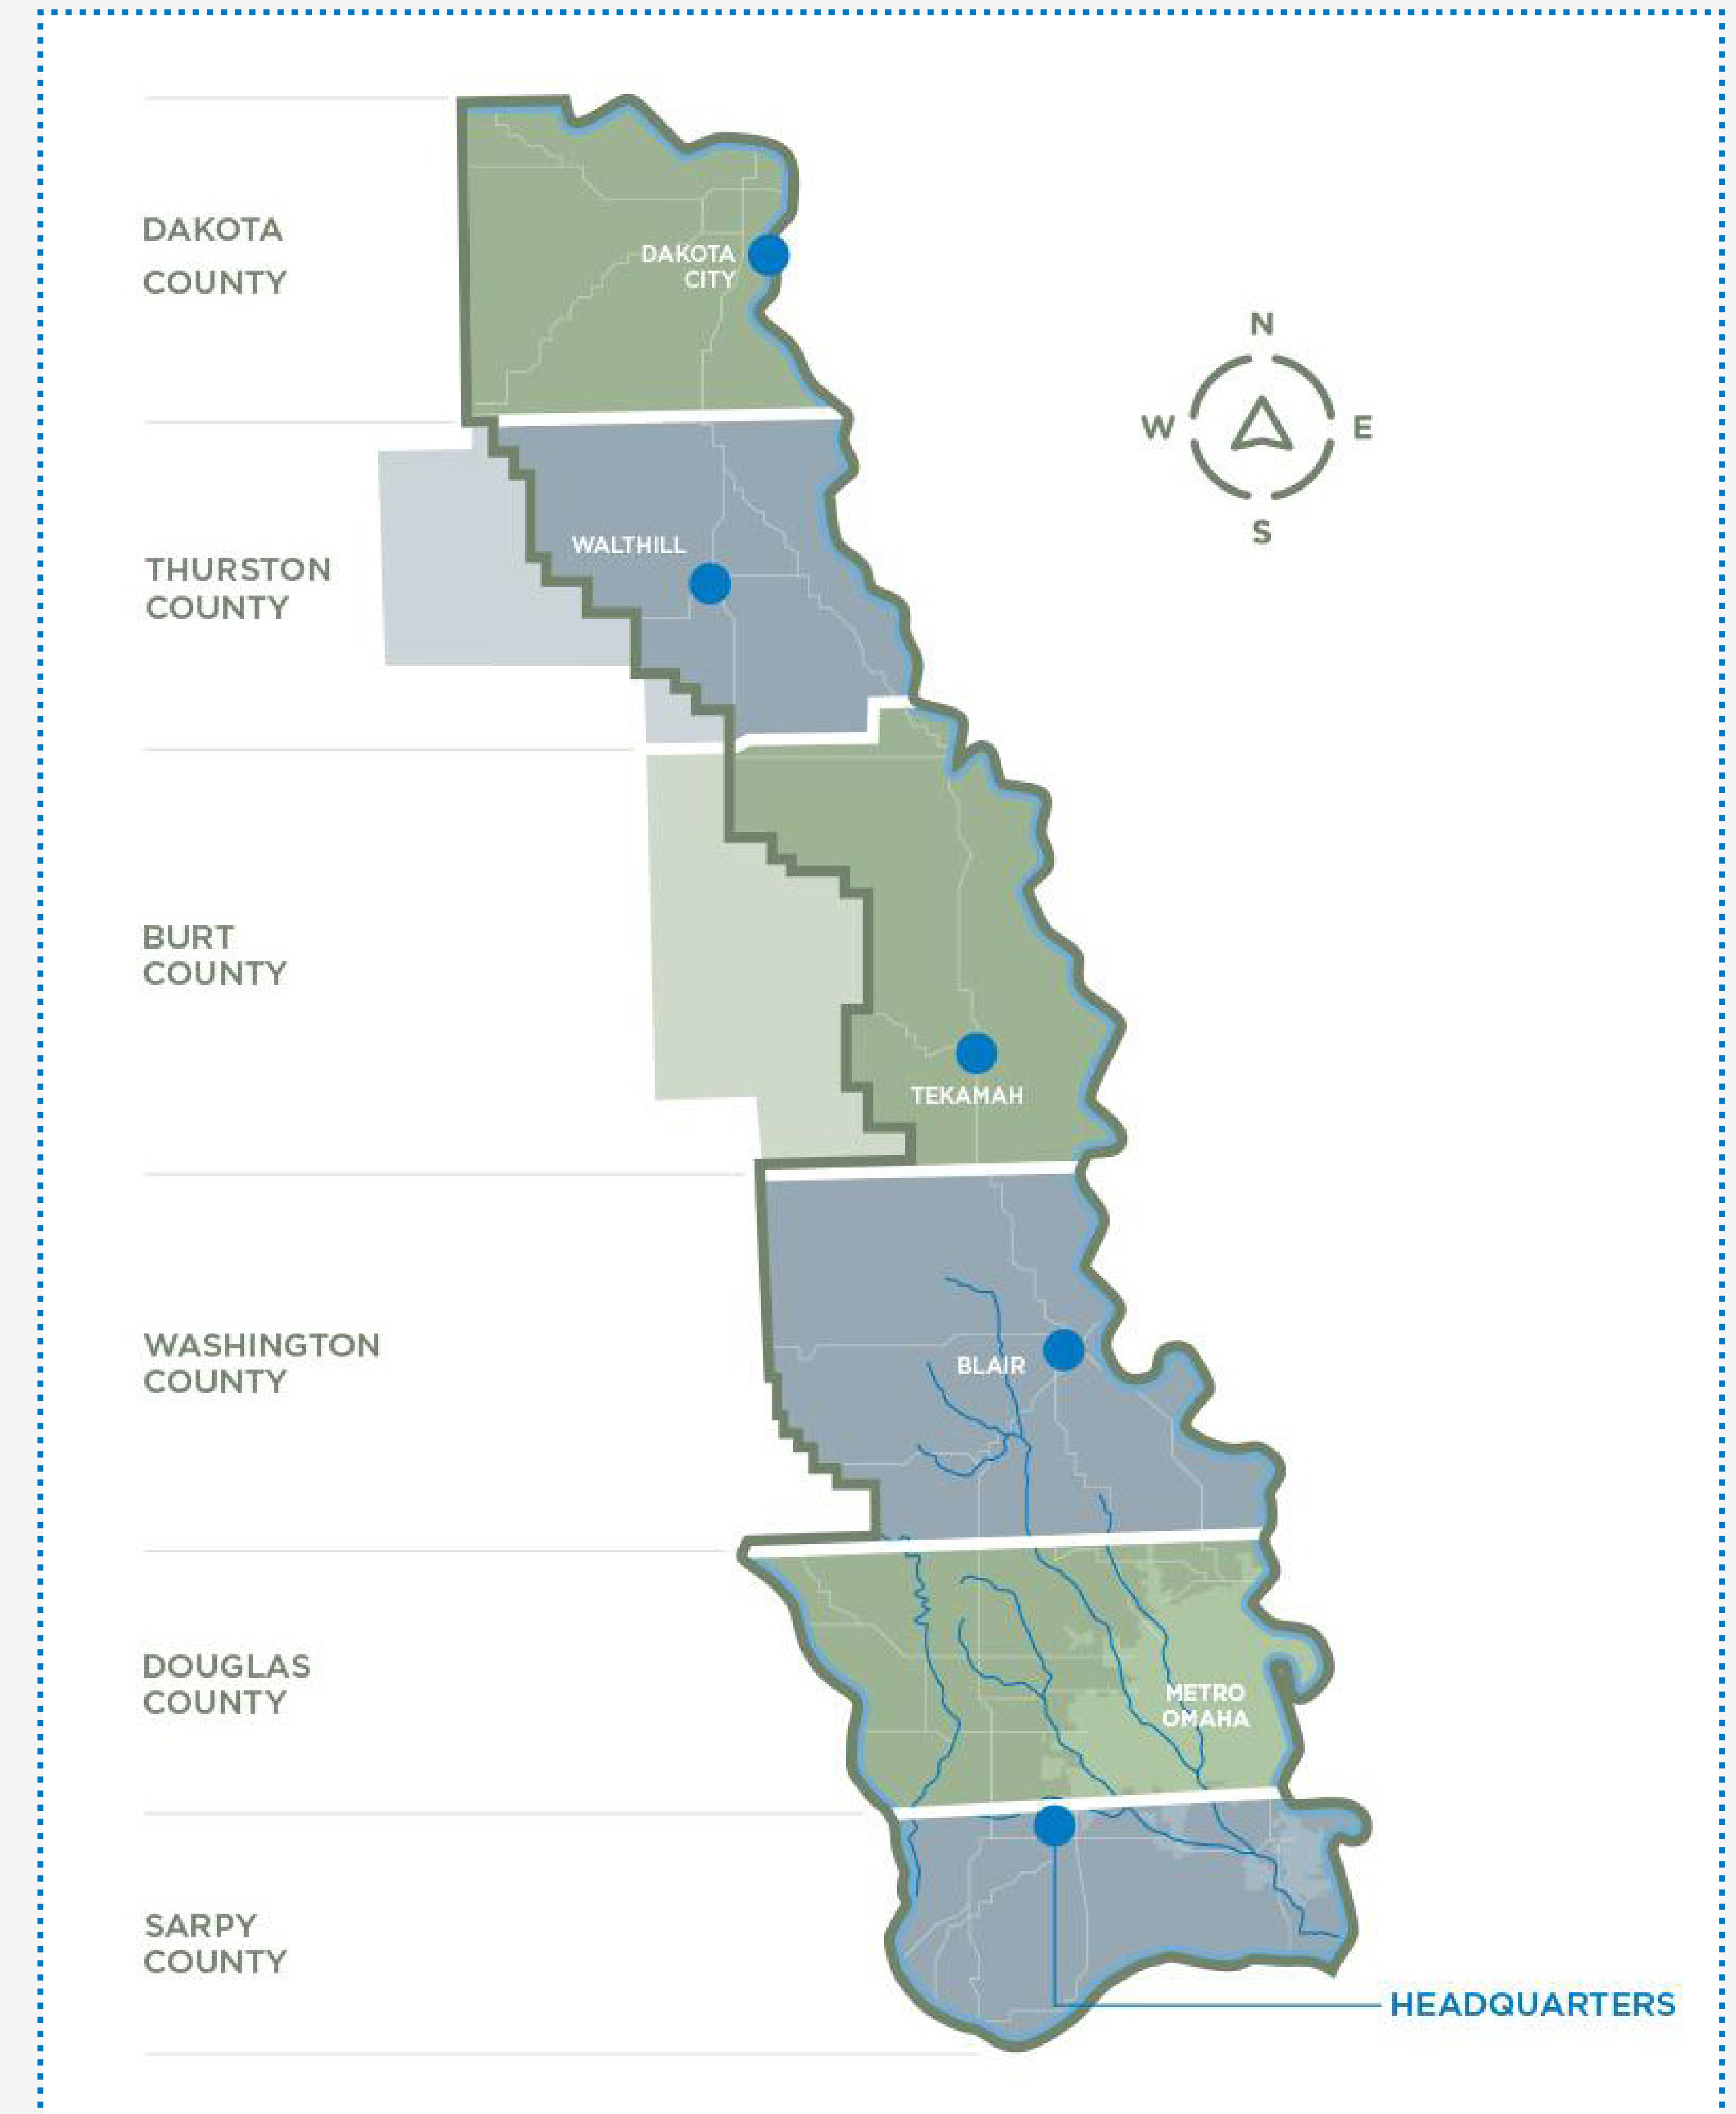 DAKOTA
COUNTY
DAKOTA
CITY
N
W
E
S
THURSTON
COUNTY
WALTHILL
BURT
COUNTY
TEKAMAH
WASHINGTON
COUNTY
BLAIR
DOUGLAS
COUNTY
METRO
OMAHA
SARPY
COUNTY
HEADQUARTERS